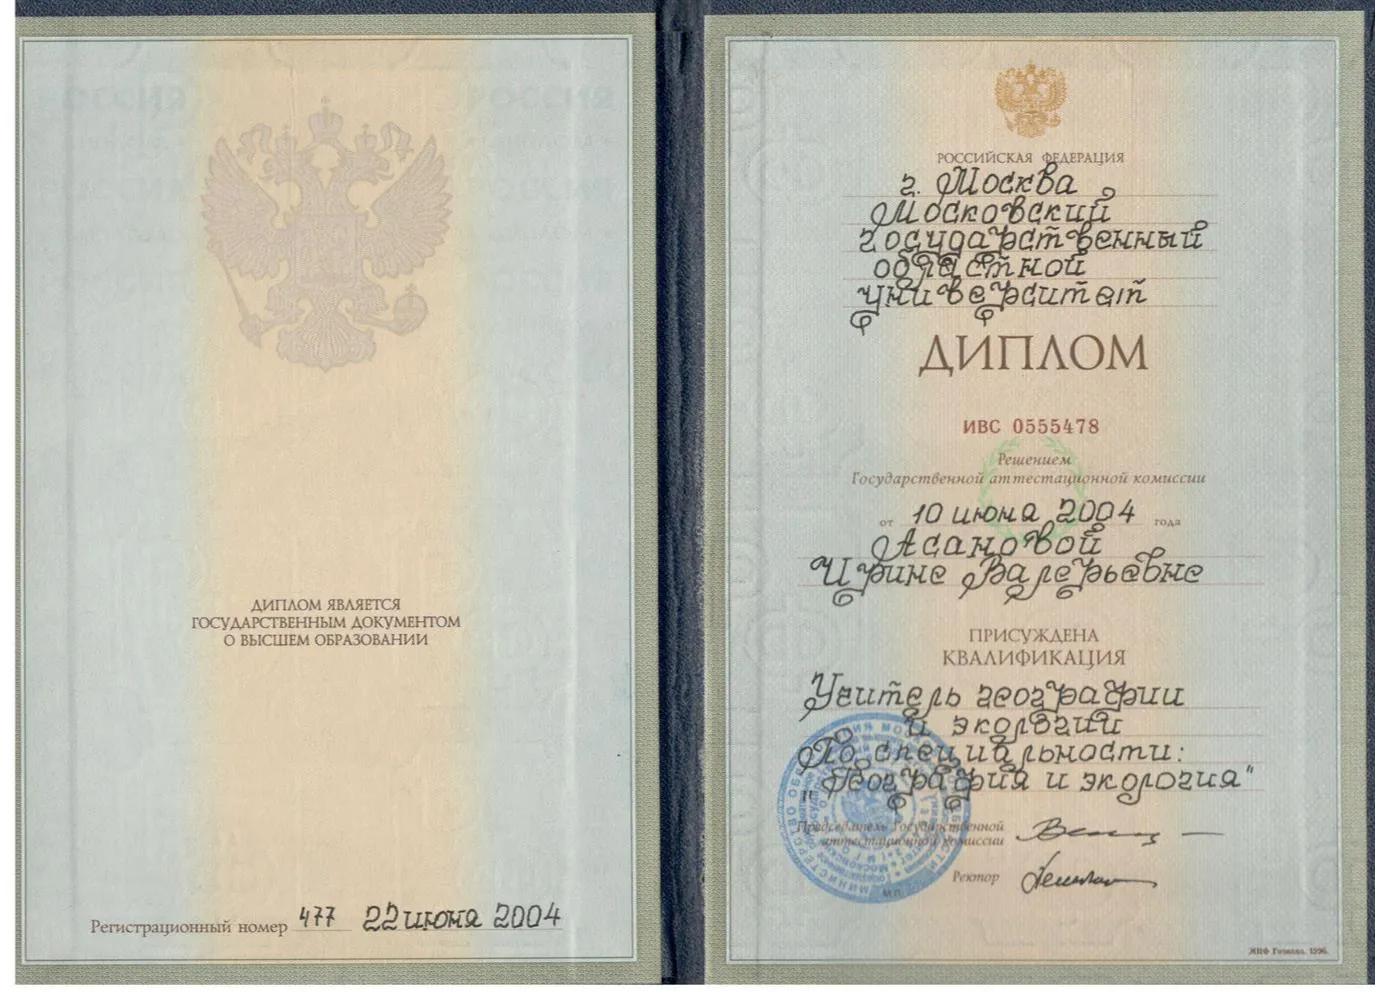 ДИПЛОМ ЯВЛЯЕТСЯ
ГОСУДАРСТВЕННЫМ ДОКУМЕНТОМ
О ВЫСШЕМ ОБРАЗОВАНИИ
Регистрационный номер 477 22 июня 2004
РОССИЙСКАЯ ФЕДЕРАЦИЯ
г. Москва
Московский
государственный
областной
университет
ДИПЛОМ
ИВС 0555478
Решением
Государственной аттестационной комиссии
от 10 июня 2004 года
Асановой
Ирине Валерьевне
ПРИСУЖДЕНА
КВАЛИФИКАЦИЯ
Учитель географии
и экологии
По специальности:
"География и экология"
Председатель Государственной
аттестационной комиссии
Ректор
М.П.